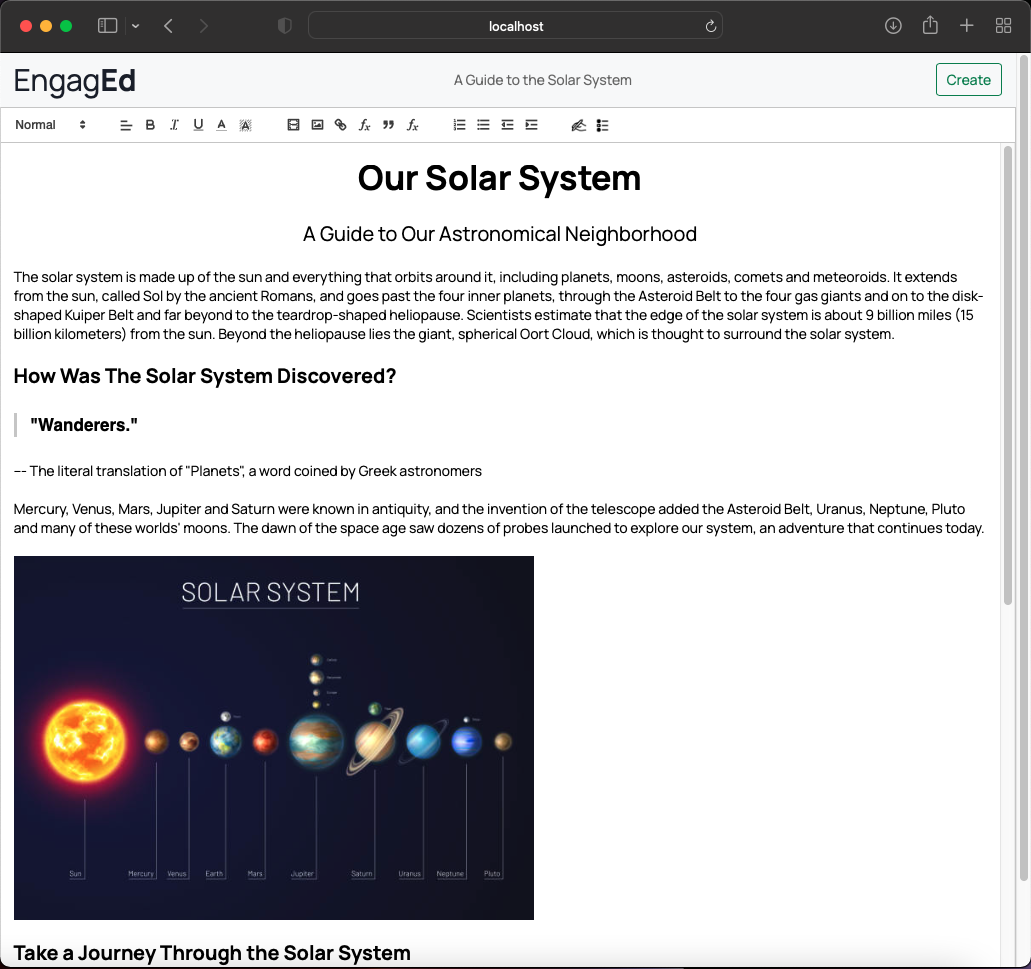 localhost
EngagEd
A Guide to the Solar System
Create
Normal
Our Solar System
A Guide to Our Astronomical Neighborhood
The solar system is made up of the sun and everything that orbits around it, including planets, moons, asteroids, comets and meteoroids. It extends
from the sun, called Sol by the ancient Romans, and goes past the four inner planets, through the Asteroid Belt to the four gas giants and on to the disk-
shaped Kuiper Belt and far beyond to the teardrop-shaped heliopause. Scientists estimate that the edge of the solar system is about 9 billion miles (15
billion kilometers) from the sun. Beyond the heliopause lies the giant, spherical Oort Cloud, which is thought to surround the solar system.
How Was The Solar System Discovered?
"Wanderers."
-- The literal translation of "Planets", a word coined by Greek astronomers
Mercury, Venus, Mars, Jupiter and Saturn were known in antiquity, and the invention of the telescope added the Asteroid Belt, Uranus, Neptune, Pluto
and many of these worlds' moons. The dawn of the space age saw dozens of probes launched to explore our system, an adventure that continues today.
SOLAR SYSTEM
Sun Mercury Venus Earth Mars Jupiter Saturn Uranus Neptune Pluto
Take a Journey Through the Solar System